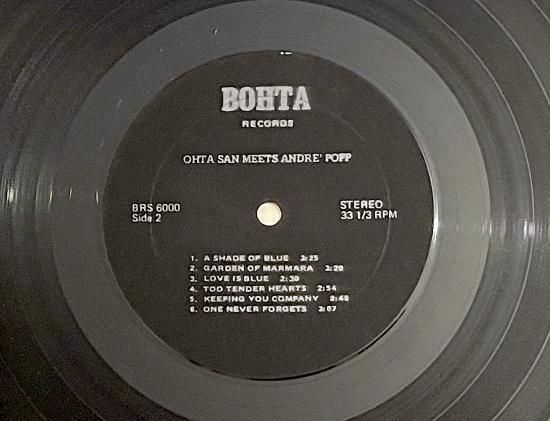 BOHTA
RECORDS
OHTA SAN MEETS ANDRE' POPP
BRS 6000
Side 2
STEREO
33 1/3 RPM
1. A SHADE OF BLUE 3:25
2. GARDEN OF MARMARA 3:20
3. LOVE IS BLUE 2:30
4. TOO TENDER HEARTS 2:54
5. KEEPING YOU COMPANY 2:48
6. ONE NEVER FORGETS 3:07